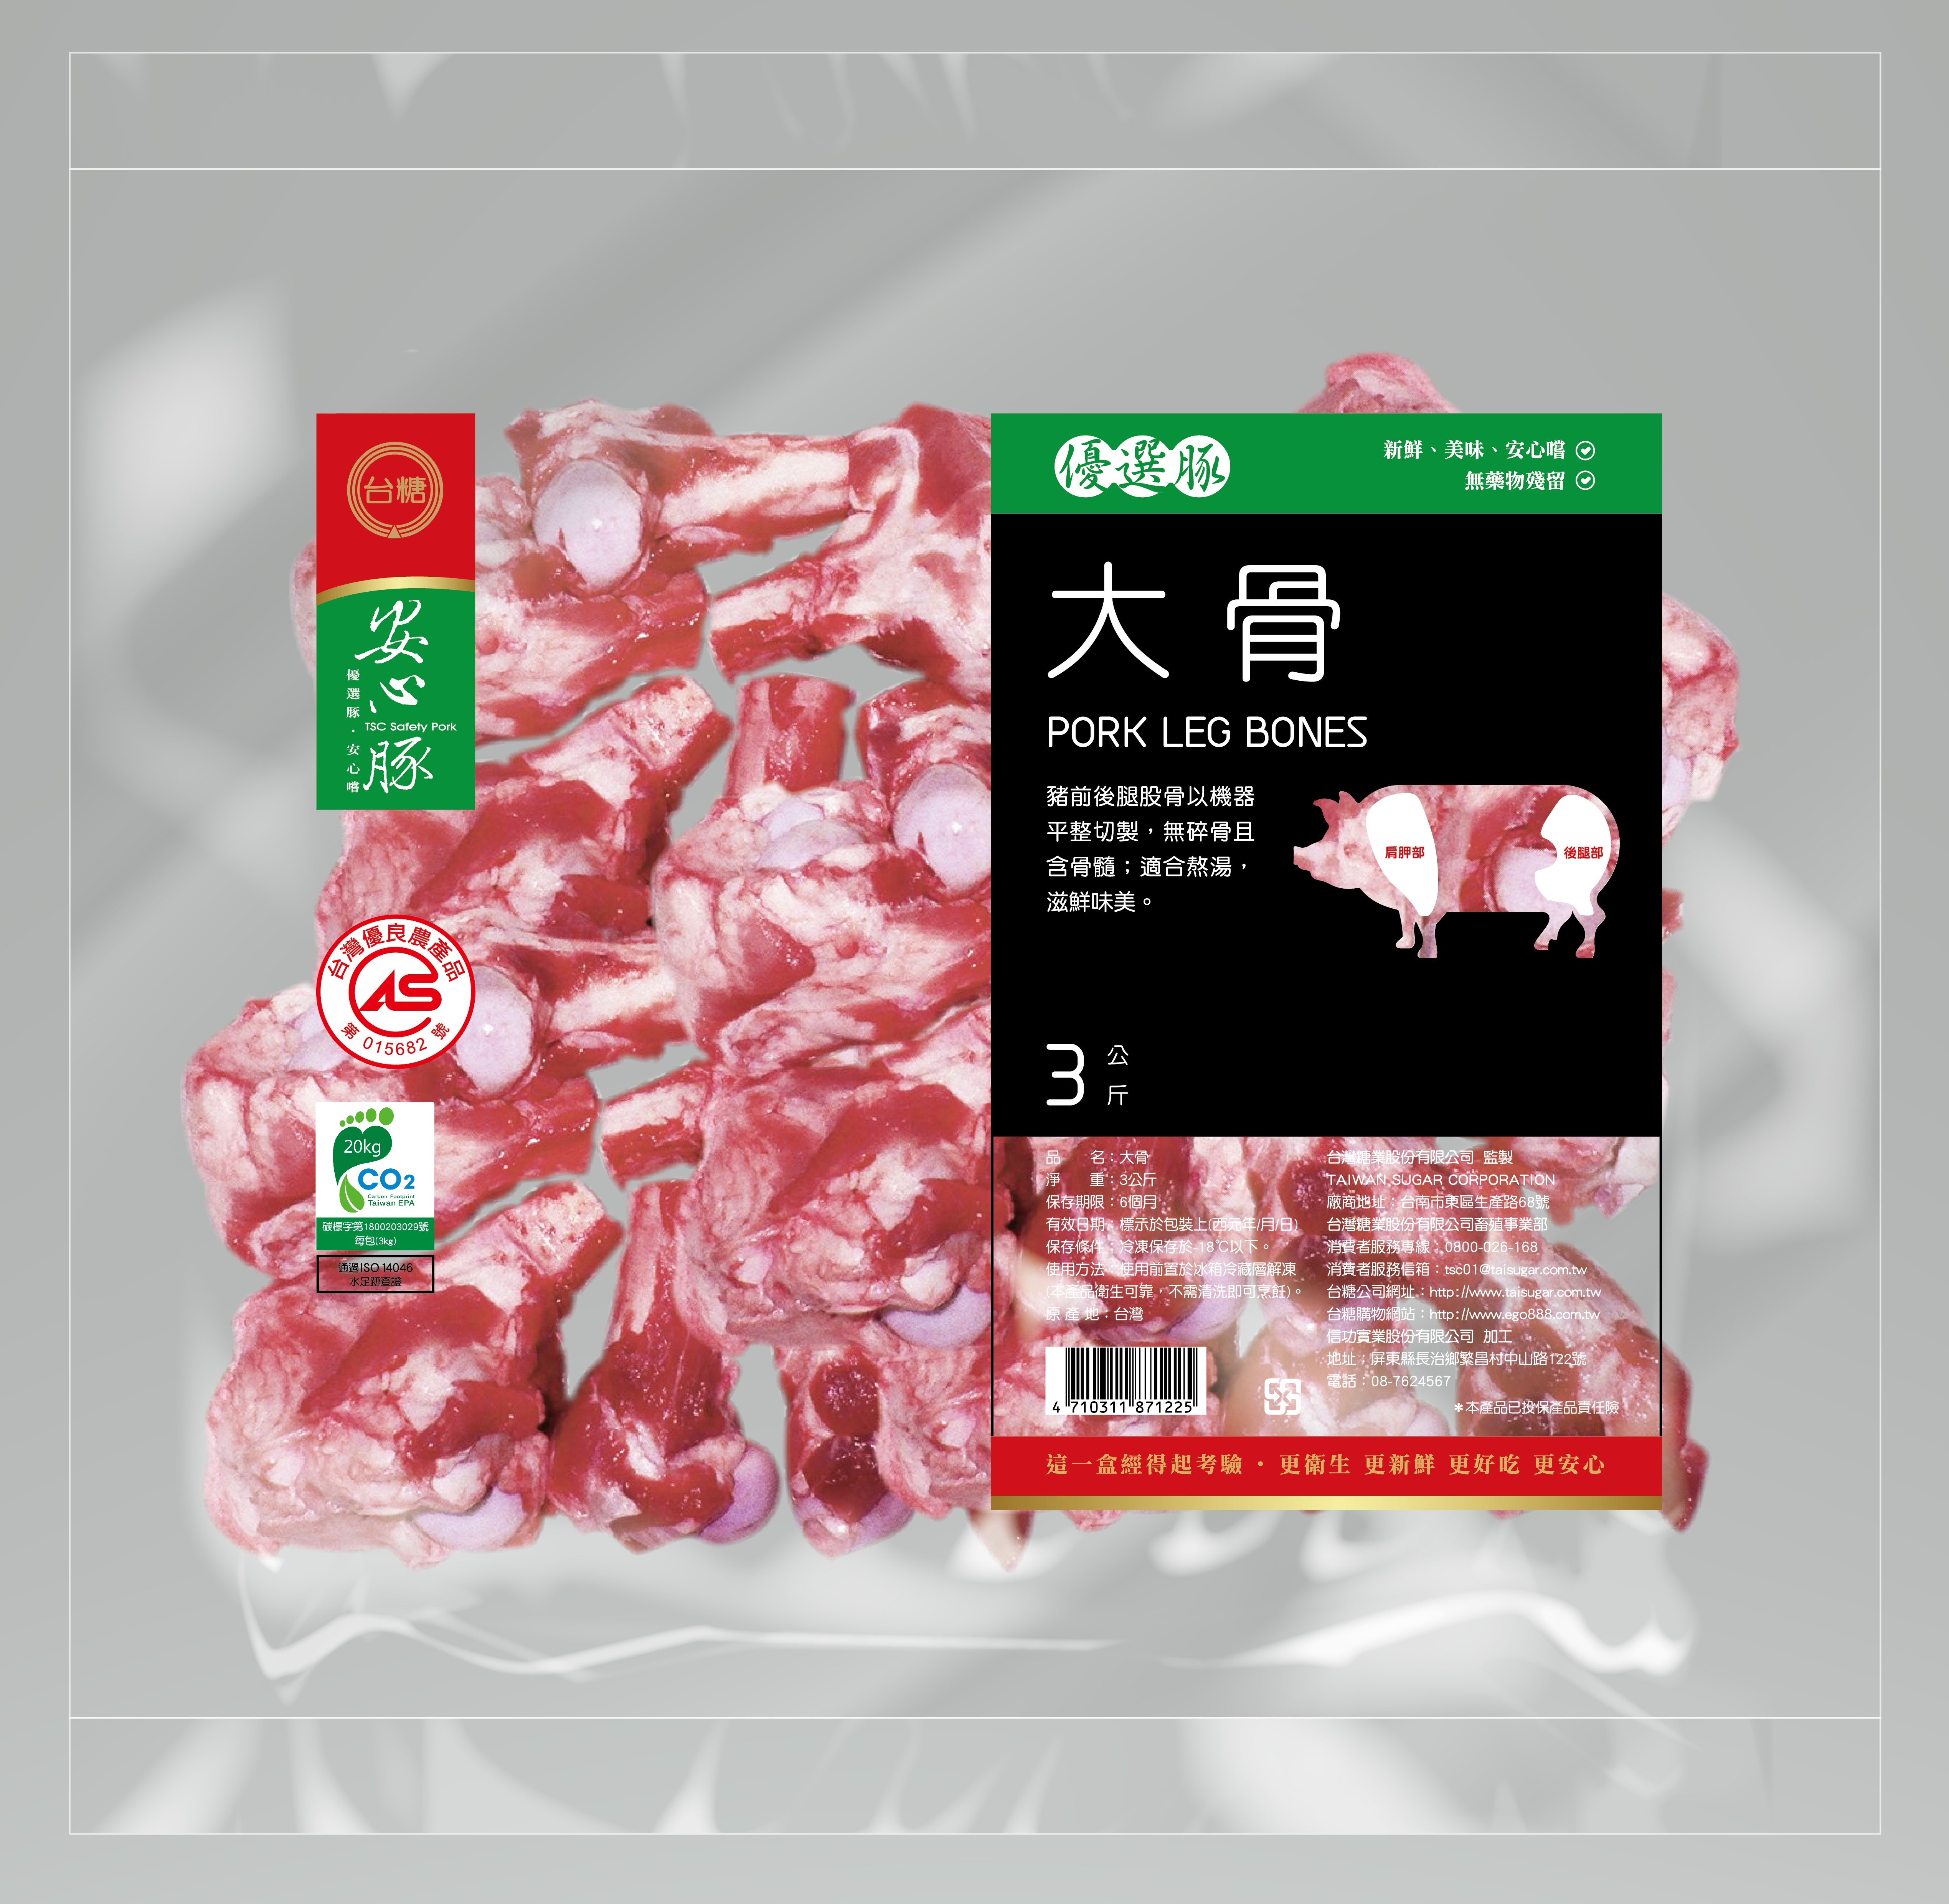 台糖
安心豚
優選豚・安心嚐
TSC Safety Pork
台灣優良農產品
CAS
第 015682 號
20kg
CO2
Carbon Footprint
Taiwan EPA
碳標字第1800203029號
每包(3kg)
通過ISO 14046
水足跡查證
優選豚
新鮮、美味、安心嚐
無藥物殘留
大骨
PORK LEG BONES
豬前後腿股骨以機器
平整切製，無碎骨且
含骨髓；適合熬湯，
滋鮮味美。
肩胛部
後腿部
3 公斤
品 名：大骨
淨 重：3公斤
保存期限：6個月
有效日期：標示於包裝上(西元年/月/日)
保存條件：冷凍保存於-18℃以下。
使用方法：使用前置於冰箱冷藏層解凍
(本產品衛生可靠，不需清洗即可烹飪)。
原 產 地：台灣
4 710311 871225
台灣糖業股份有限公司 監製
TAIWAN SUGAR CORPORATION
廠商地址：台南市東區生產路68號
台灣糖業股份有限公司畜殖事業部
消費者服務專線：0800-026-168
消費者服務信箱：tsc01@taisugar.com.tw
台糖公司網址：http://www.taisugar.com.tw
台糖購物網站：http://www.ego888.com.tw
信功實業股份有限公司 加工
地址：屏東縣長治鄉繁昌村中山路122號
電話：08-7624567
＊本產品已投保產品責任險
這一盒經得起考驗・更衛生 更新鮮 更好吃 更安心